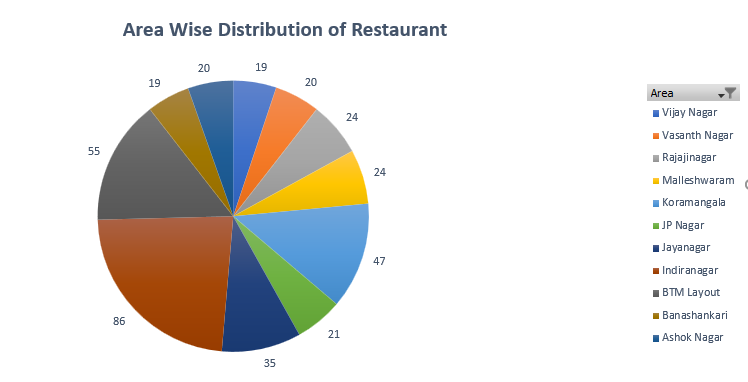 Area Wise Distribution of Restaurant
19
20
24
24
47
21
35
86
55
19
20
Area
Vijay Nagar
Vasanth Nagar
Rajajinagar
Malleshwaram
Koramangala
JP Nagar
Jayanagar
Indiranagar
BTM Layout
Banashankari
Ashok Nagar